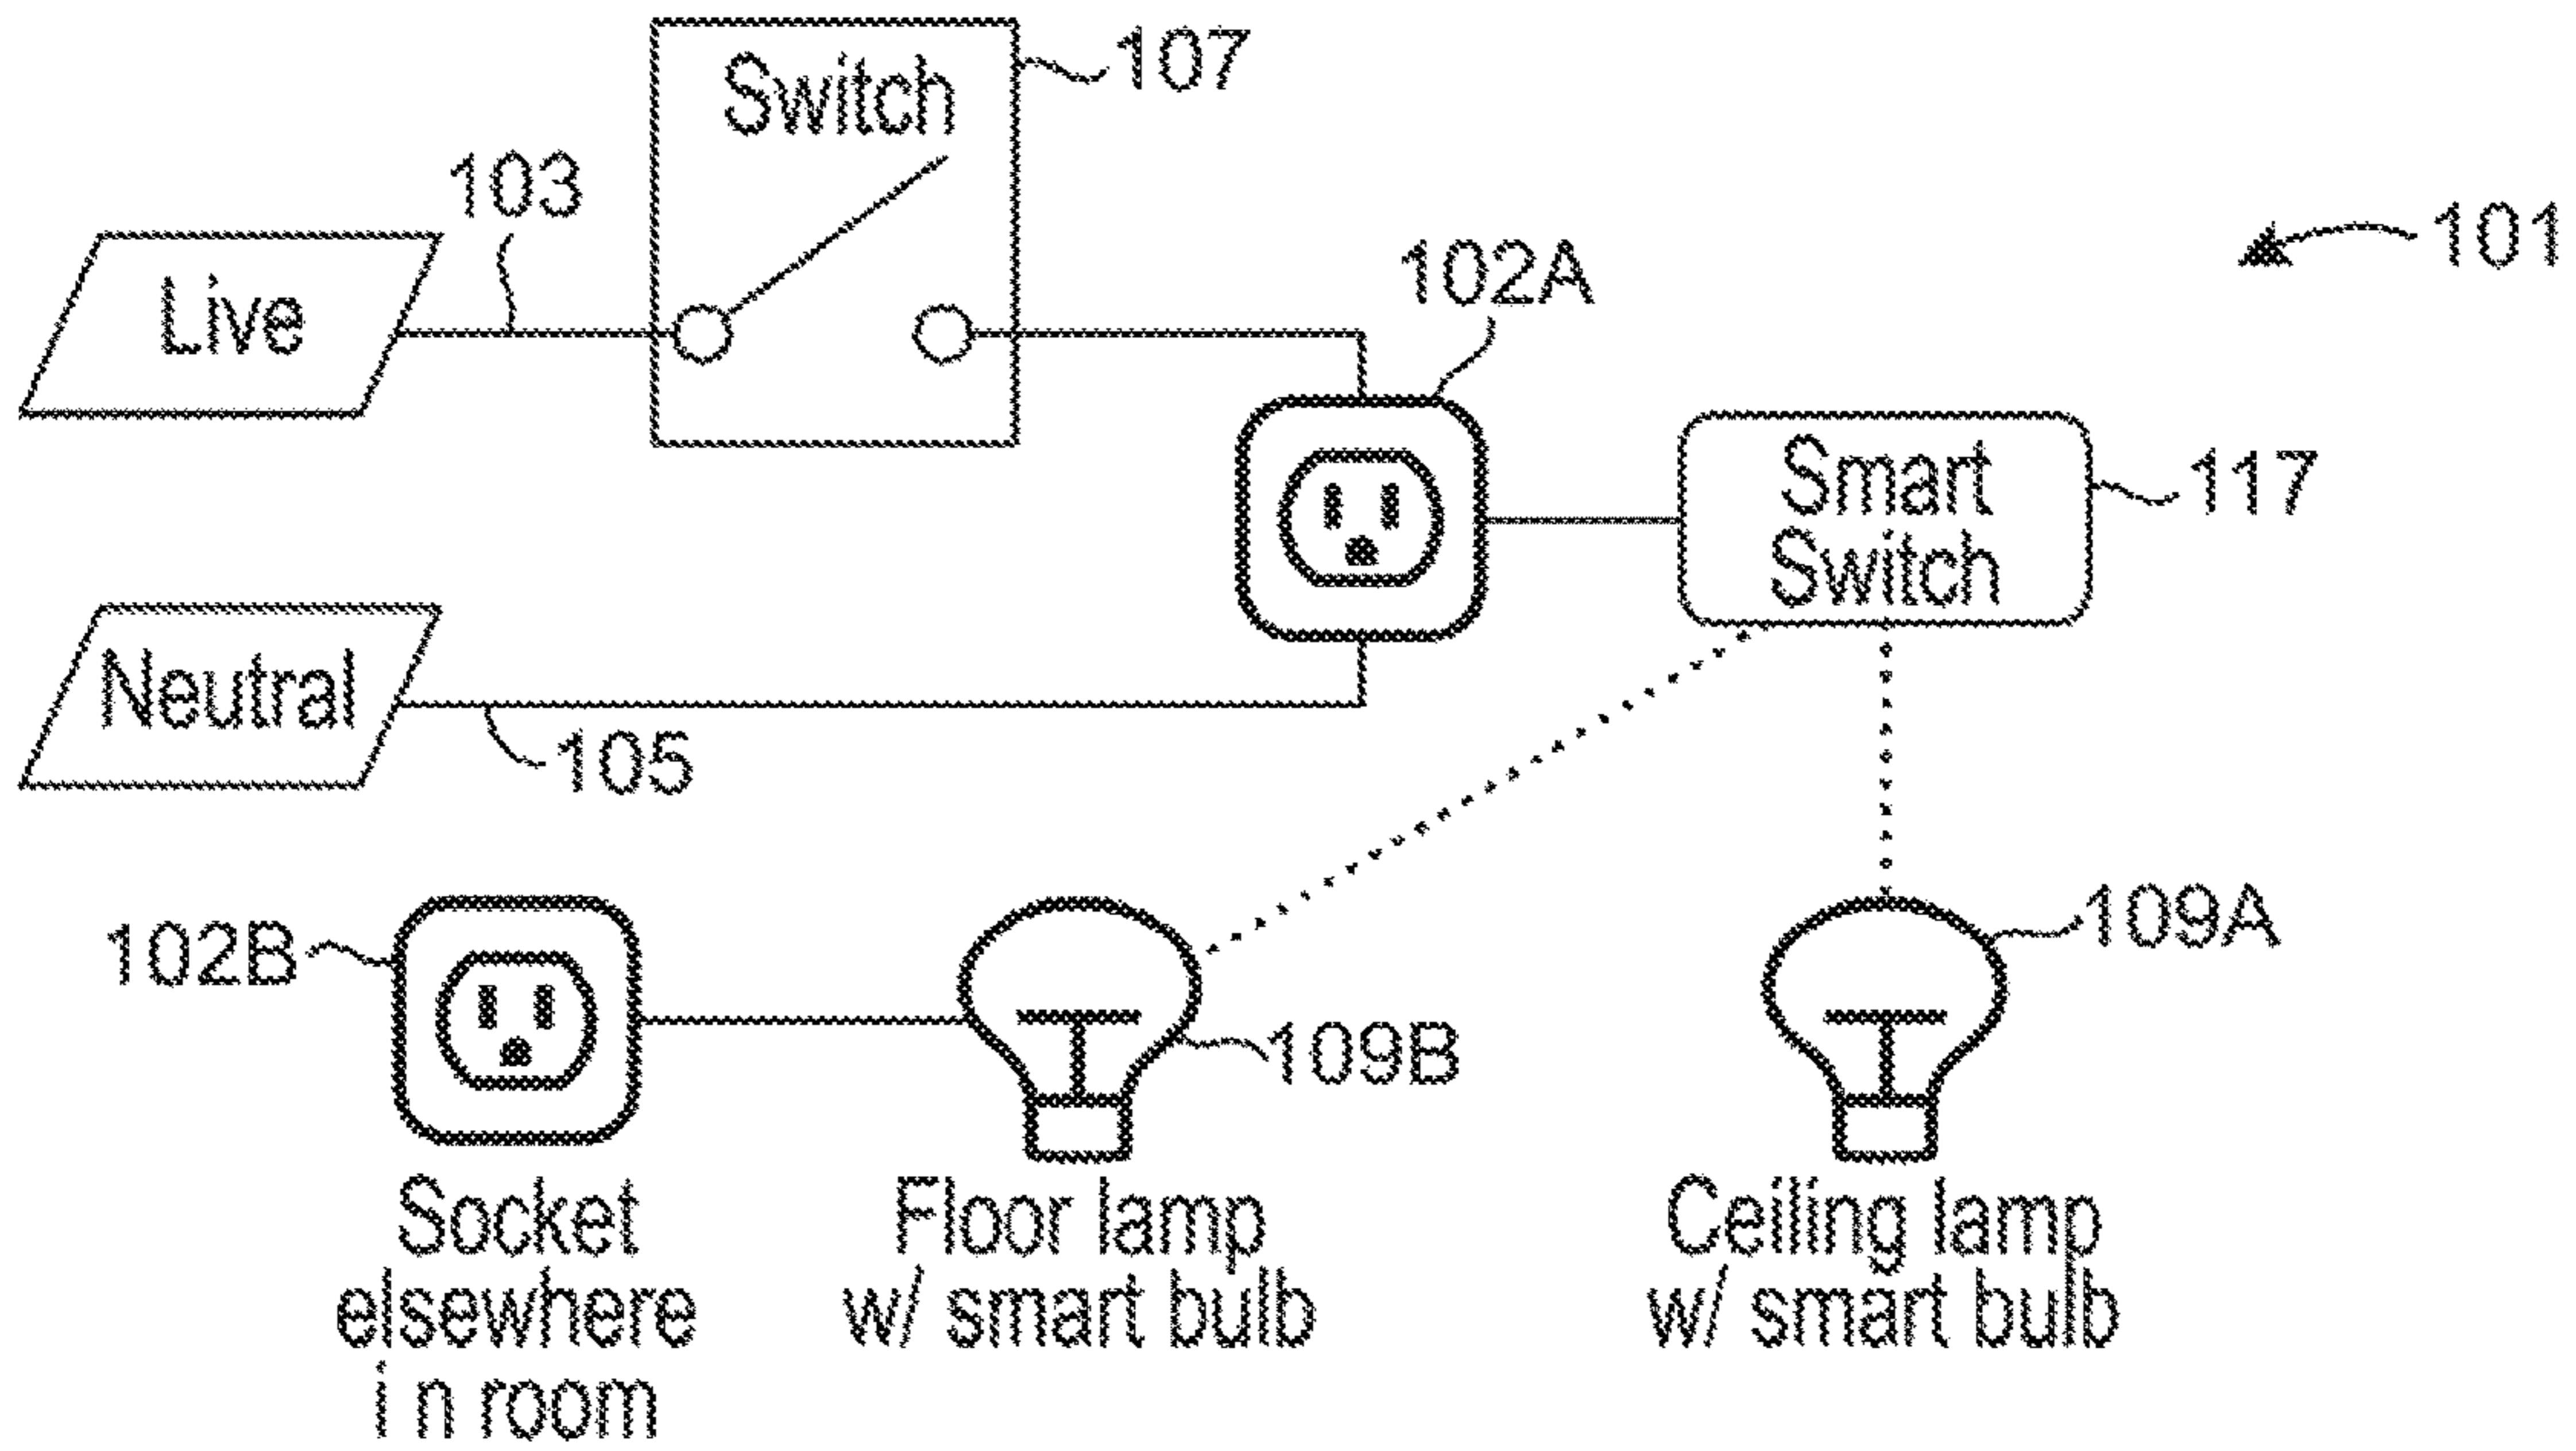 Switch
107
103
Live
101
102A
Smart
Switch
117
Neutral
105
102B
109A
109B
Socket
elsewhere
i n room
Floor lamp
w/ smart bulb
Ceiling lamp
w/ smart bulb